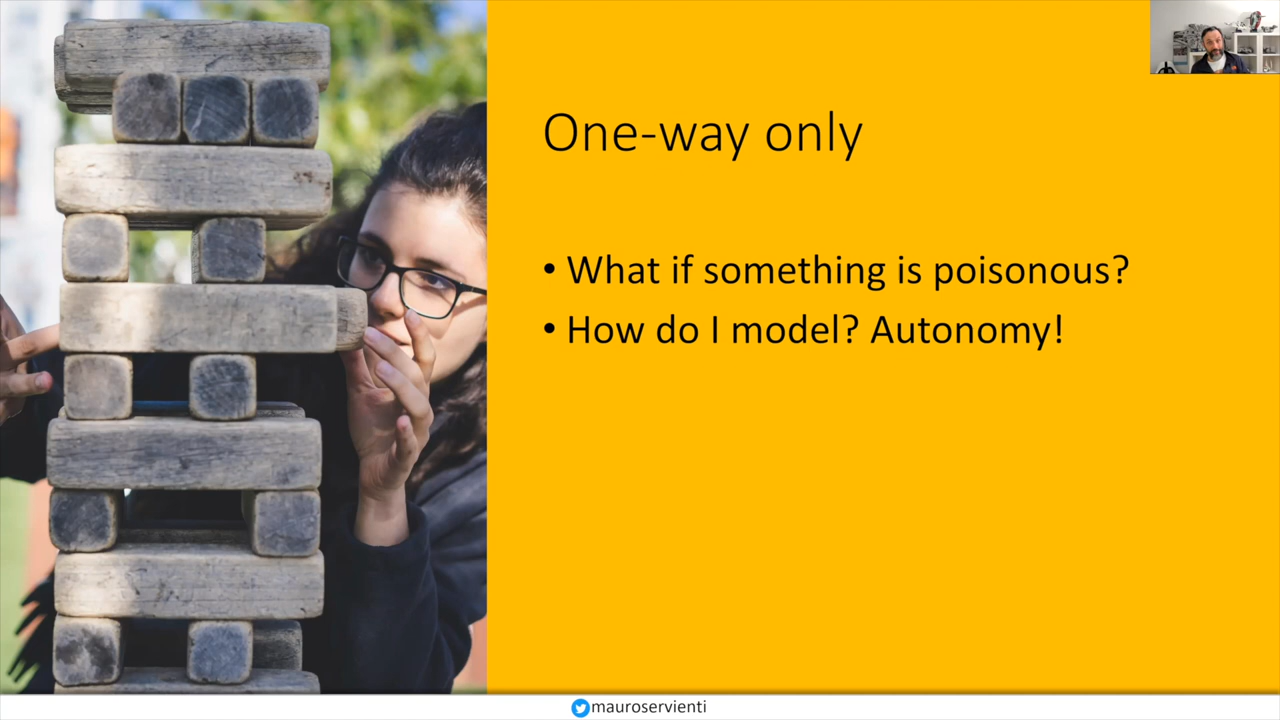 One-way only
• What if something is poisonous?
• How do I model? Autonomy!
mauroservienti